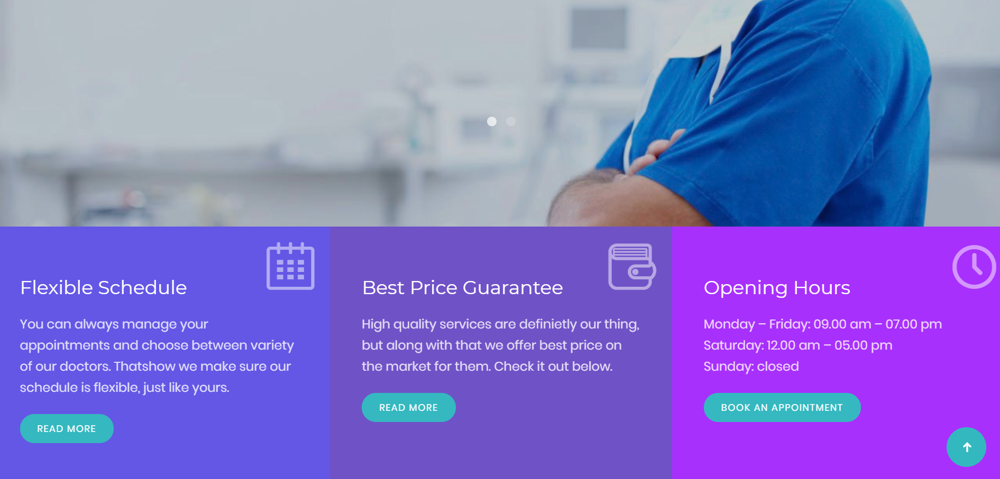 Flexible Schedule
You can always manage your
appointments and choose between variety
of our doctors. Thatshow we make sure our
schedule is flexible, just like yours.
READ MORE
Best Price Guarantee
High quality services are definietly our thing,
but along with that we offer best price on
the market for them. Check it out below.
READ MORE
Opening Hours
Monday – Friday: 09.00 am – 07.00 pm
Saturday: 12.00 am – 05.00 pm
Sunday: closed
BOOK AN APPOINTMENT